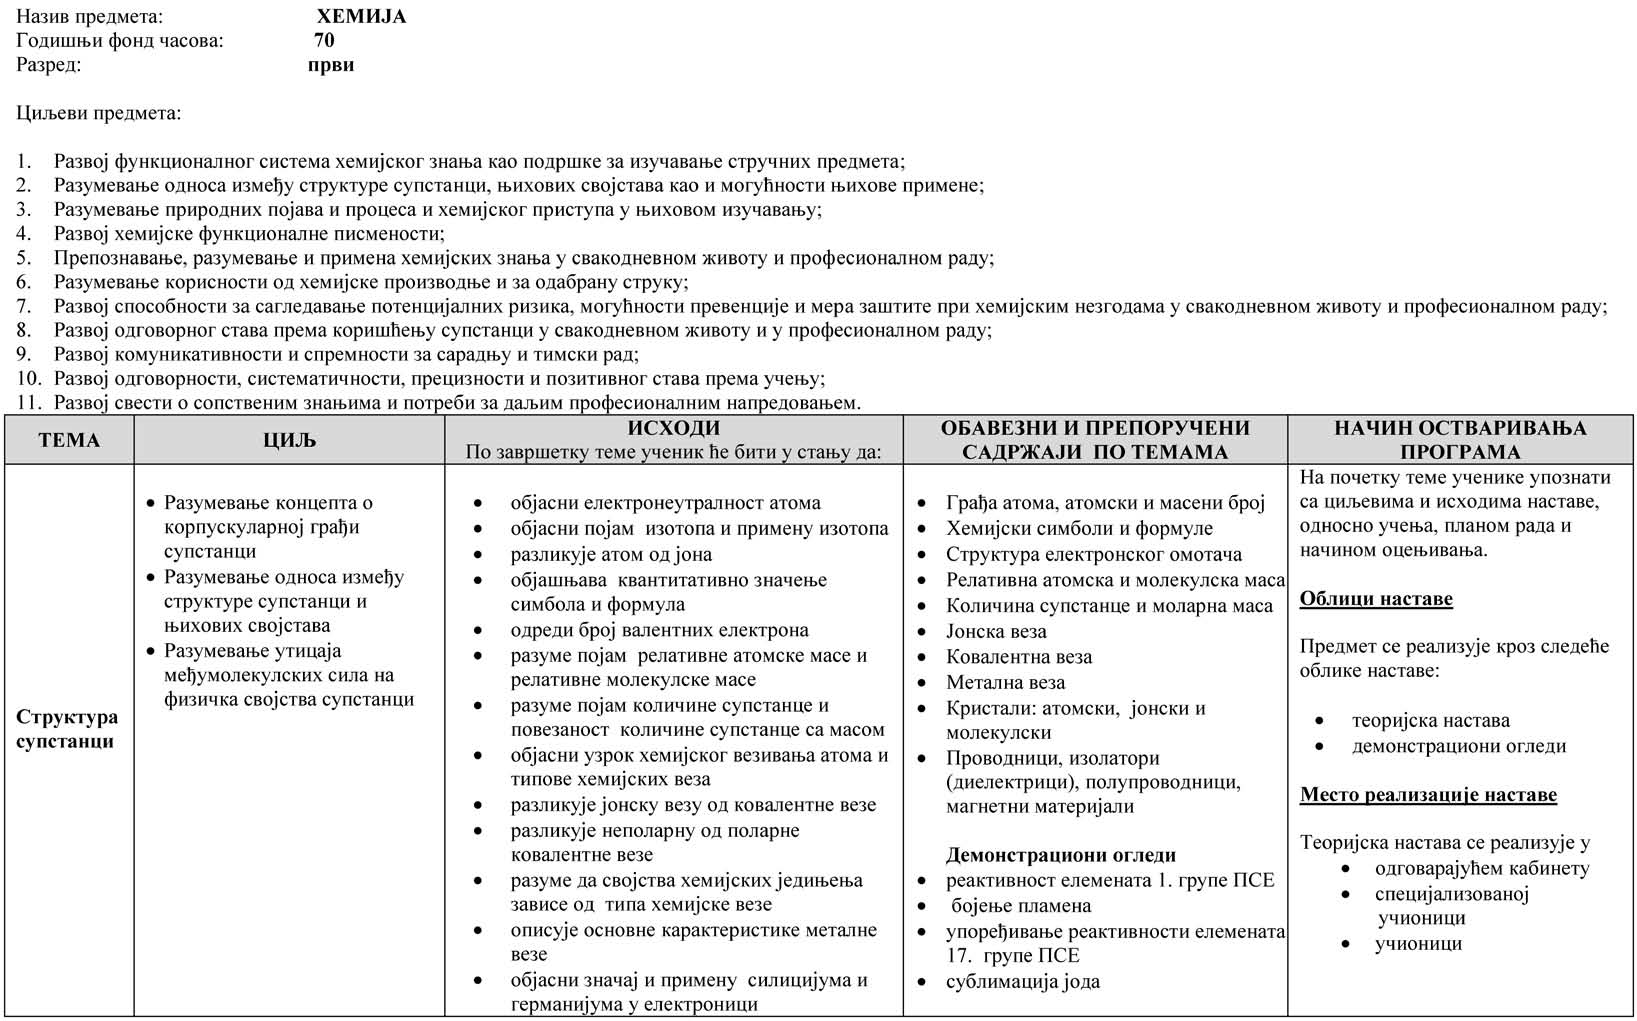 Назив предмета: ХЕМИЈА
Годишњи фонд часова: 70
Разред: први
Циљеви предмета:
1. Развој функционалног система хемијског знања као подршке за изучавање стручних предмета;
2. Разумевање односа између структуре супстанци, њихових својстава као и могућности њихове примене;
3. Разумевање природних појава и процеса и хемијског приступа у њиховом изучавању;
4. Развој хемијске функционалне писмености;
5. Препознавање, разумевање и примена хемијских знања у свакодневном животу и професионалном раду;
6. Разумевање корисности од хемијске производње и за одабрану струку;
7. Развој способности за сагледавање потенцијалних ризика, могућности превенције и мера заштите при хемијским незгодама у свакодневном животу и професионалном раду;
8. Развој одговорног става према коришћењу супстанци у свакодневном животу и у професионалном раду;
9. Развој комуникативности и спремности за сарадњу и тимски рад;
10. Развој одговорности, систематичности, прецизности и позитивног става према учењу;
11. Развој свести о сопственим знањима и потреби за даљим професионалним напредовањем.
ТЕМА
ЦИЉ
ИСХОДИ
По завршетку теме ученик ће бити у стању да:
ОБАВЕЗНИ И ПРЕПОРУЧЕНИ
САДРЖАЈИ ПО ТЕМАМА
НАЧИН ОСТВАРИВАЊА
ПРОГРАМА
Структура
супстанци
• Разумевање концепта о
корпускуларној грађи
супстанци
• Разумевање односа између
структуре супстанци и
њихових својстава
• Разумевање утицаја
међумолекулских сила на
физичка својства супстанци
• објасни електронеутралност атома
• објасни појам изотопа и примену изотопа
• разликује атом од јона
• објашњава квантитативно значење
симбола и формула
• одреди број валентних електрона
• разуме појам релативне атомске масе и
релативне молекулске масе
• разуме појам количине супстанце и
повезаност количине супстанце са масом
• објасни узрок хемијског везивања атома и
типове хемијских веза
• разликује јонску везу од ковалентне везе
• разликује неполарну од поларне
ковалентне везе
• разуме да својства хемијских једињења
зависе од типа хемијске везе
• описује основне карактеристике металне
везе
• објасни значај и примену силицијума и
германијума у електроници
• Грађа атома, атомски и масени број
• Хемијски симболи и формуле
• Структура електронског омотача
• Релативна атомска и молекулска маса
• Количина супстанце и моларна маса
• Јонска веза
• Ковалентна веза
• Метална веза
• Кристали: атомски, јонски и
молекулски
• Проводници, изолатори
(диелектрици), полупроводници,
магнетни материјали
Демонстрациони огледи
• реактивност елемената 1. групе ПСЕ
• бојење пламена
• упоређивање реактивности елемената
17. групе ПСЕ
• сублимација јода
На почетку теме ученике упознати
са циљевима и исходима наставе,
односно учења, планом рада и
начином оцењивања.
Облици наставе
Предмет се реализује кроз следеће
облике наставе:
• теоријска настава
• демонстрациони огледи
Место реализације наставе
Теоријска настава се реализује у
• одговарајућем кабинету
• специјализованој
учионици
• учионици